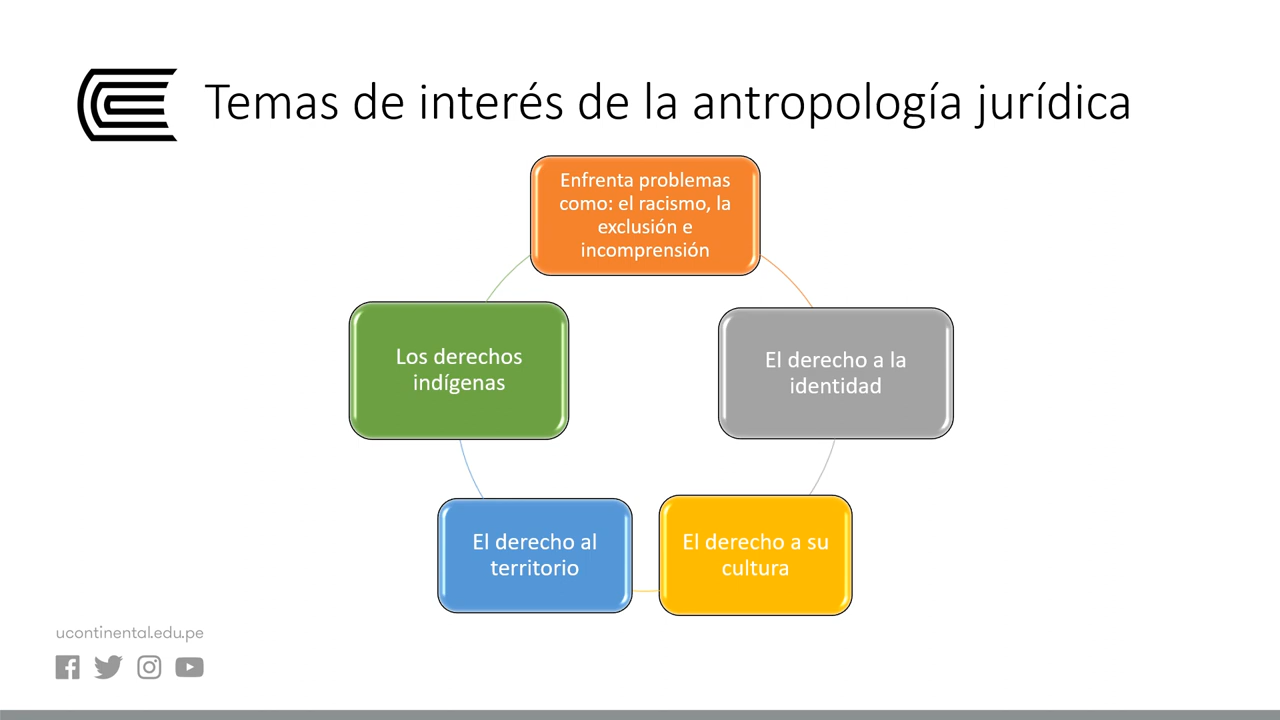 Temas de interés de la antropología jurídica
Enfrenta problemas
como: el racismo, la
exclusión e
incomprensión
Los derechos
indígenas
El derecho a la
identidad
El derecho al
territorio
El derecho a su
cultura
ucontinental.edu.pe